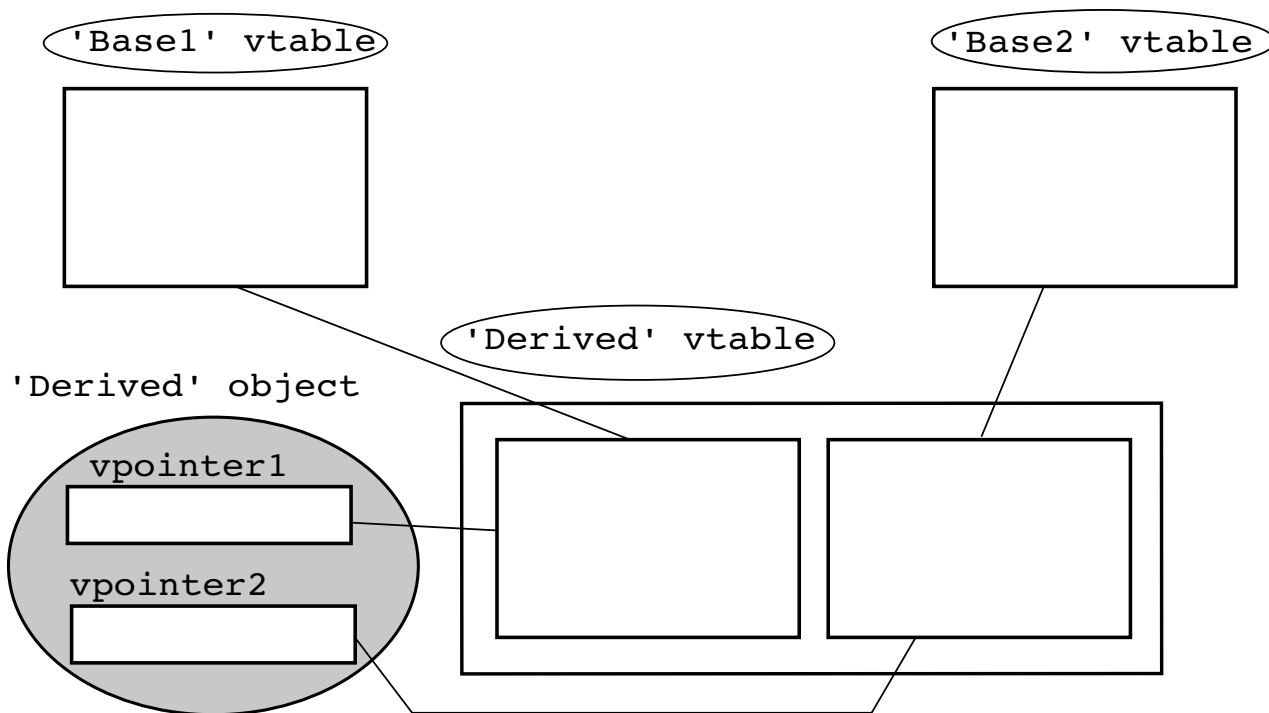 'Base1' vtable
'Base2' vtable
'Derived' vtable
'Derived' object
vpointer1
vpointer2